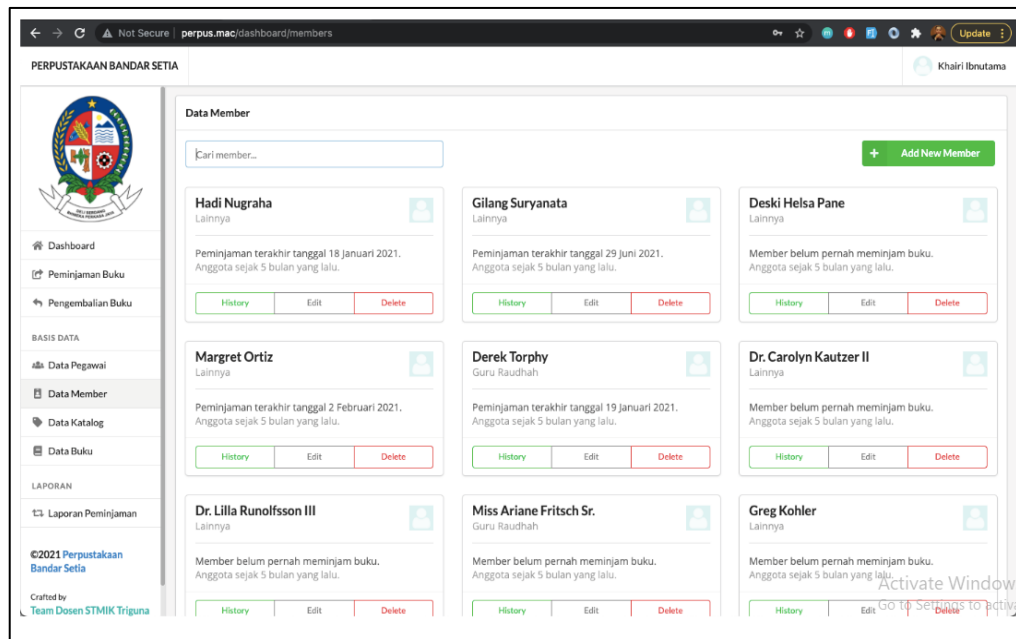 Not Secure | perpus.mac/dashboard/members
Update
PERPUSTAKAAN BANDAR SETIA
Khairi Ibnutama
DELI SERDANG
Dashboard
Peminjaman Buku
Pengembalian Buku
BASIS DATA
Data Pegawai
Data Member
Data Katalog
Data Buku
LAPORAN
Laporan Peminjaman
©2021 Perpustakaan
Bandar Setia
Crafted by
Team Dosen STMIK Triguna
Data Member
Cari member...
+ Add New Member
Hadi Nugraha
Lainnya
Peminjaman terakhir tanggal 18 Januari 2021.
Anggota sejak 5 bulan yang lalu.
History Edit Delete
Gilang Suryanata
Lainnya
Peminjaman terakhir tanggal 29 Juni 2021.
Anggota sejak 5 bulan yang lalu.
History Edit Delete
Deski Helsa Pane
Lainnya
Member belum pernah meminjam buku.
Anggota sejak 5 bulan yang lalu.
History Edit Delete
Margret Ortiz
Lainnya
Peminjaman terakhir tanggal 2 Februari 2021.
Anggota sejak 5 bulan yang lalu.
History Edit Delete
Derek Torphy
Guru Raudhah
Peminjaman terakhir tanggal 19 Januari 2021.
Anggota sejak 5 bulan yang lalu.
History Edit Delete
Dr. Carolyn Kautzer II
Lainnya
Member belum pernah meminjam buku.
Anggota sejak 5 bulan yang lalu.
History Edit Delete
Dr. Lilla Runolfsson III
Lainnya
Member belum pernah meminjam buku.
Anggota sejak 5 bulan yang lalu.
History Edit Delete
Miss Ariane Fritsch Sr.
Guru Raudhah
Member belum pernah meminjam buku.
Anggota sejak 5 bulan yang lalu.
History Edit Delete
Greg Kohler
Lainnya
Member belum pernah meminjam buku.
Anggota sejak 5 bulan yang lalu.
History Edit Delete
Activate Window
Go to Settings to activa